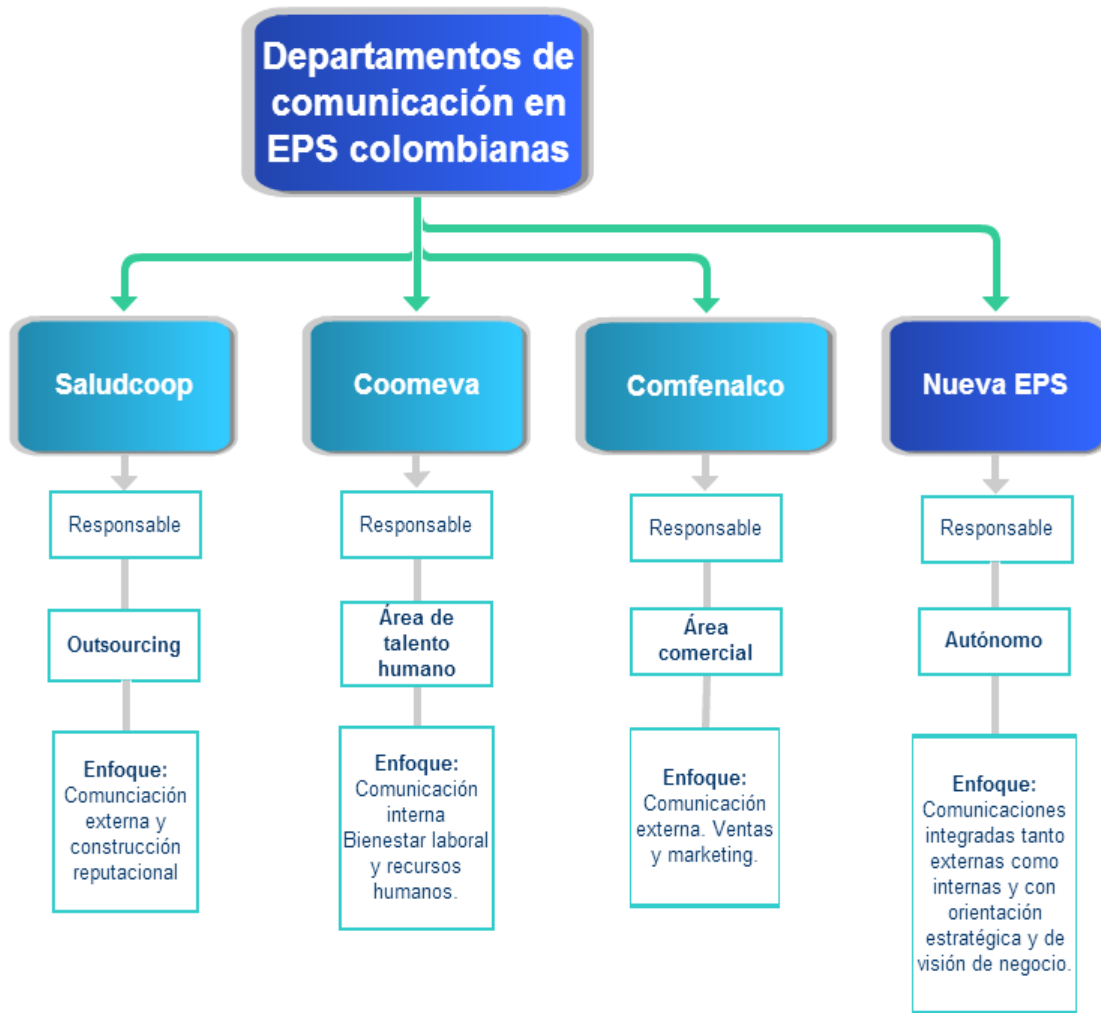 Departamentos de
comunicación en
EPS colombianas
Saludcoop
Coomeva
Comfenalco
Nueva EPS
Responsable
Responsable
Responsable
Responsable
Outsourcing
Área de
talento
humano
Área
comercial
Autónomo
Enfoque:
Comunciación
externa y
construcción
reputacional
Enfoque:
Comunicación
interna
Bienestar laboral
y recursos
humanos.
Enfoque:
Comunicación
externa. Ventas
y marketing.
Enfoque:
Comunicaciones
integradas tanto
externas como
internas y con
orientación
estratégica y de
visión de negocio.